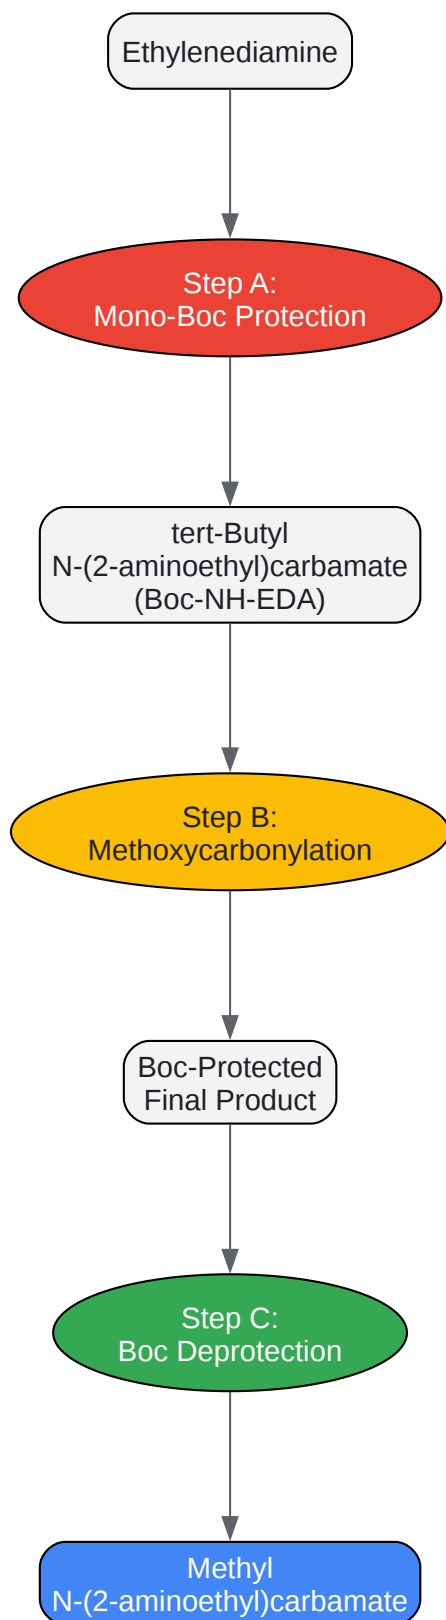 Ethylenediamine
Step A:
Mono-Boc Protection
tert-Butyl
N-(2-aminoethyl)carbamate
(Boc-NH-EDA)
Step B:
Methoxycarbonylation
Boc-Protected
Final Product
Step C:
Boc Deprotection
Methyl
N-(2-aminoethyl)carbamate